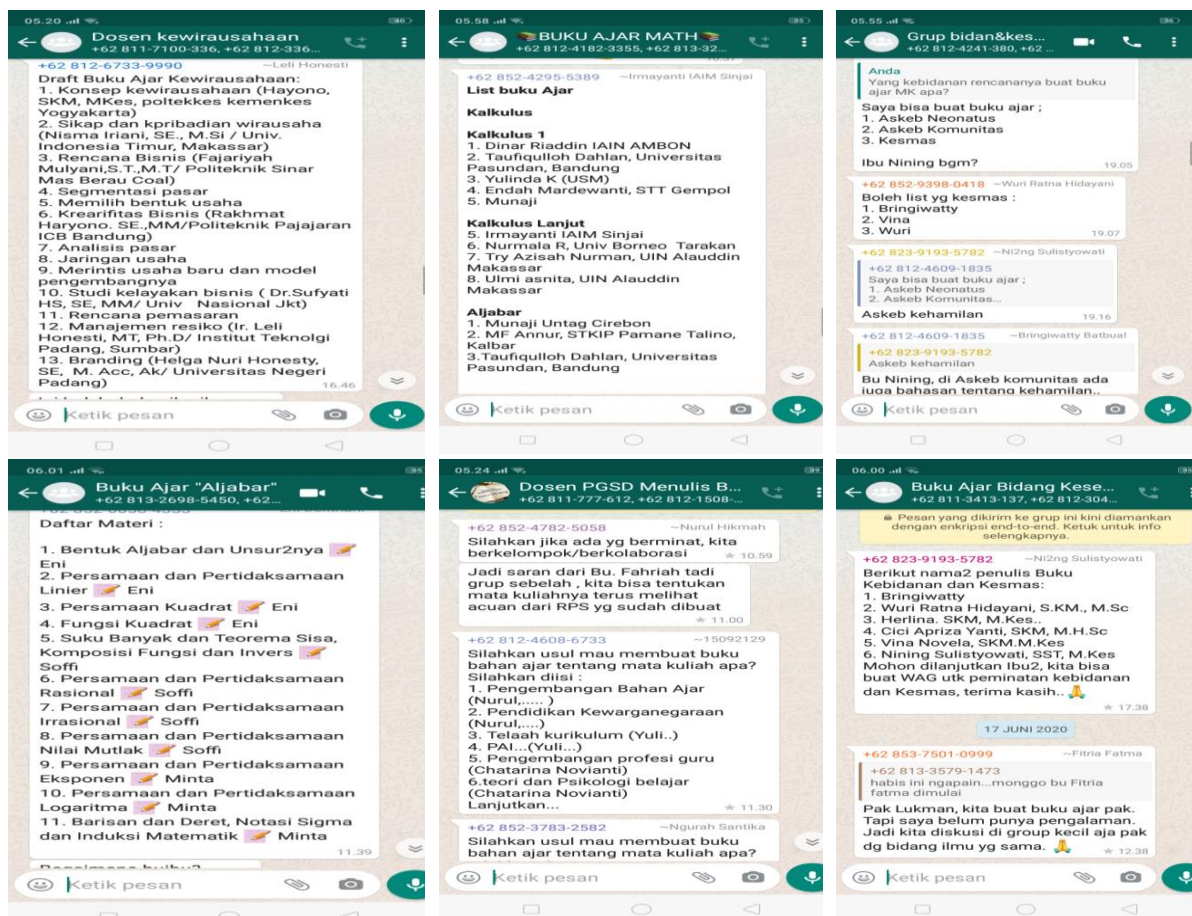 05.20
Dosen kewirausahaan
+62 811-7100-336, +62 812-336...
+62 812-6733-9990 ~Leli Honesti
Draft Buku Ajar Kewirausahaan:
1. Konsep kewirausahaan (Hayono,
SKM, MKes, poltekkes kemenkes
Yogyakarta)
2. Sikap dan kpribadian wirausaha
(Nisma Iriani, SE., M.Si / Univ.
Indonesia Timur, Makassar)
3. Rencana Bisnis (Fajariyah
Mulyani,S.T.,M.T/ Politeknik Sinar
Mas Berau Coal)
4. Segmentasi pasar
5. Memilih bentuk usaha
6. Krearifitas Bisnis (Rakhmat
Haryono. SE.,MM/Politeknik Pajajaran
ICB Bandung)
7. Analisis pasar
8. Jaringan usaha
9. Merintis usaha baru dan model
pengembangnya
10. Studi kelayakan bisnis ( Dr.Sufyati
HS, SE, MM/ Univ Nasional Jkt)
11. Rencana pemasaran
12. Manajemen resiko (Ir. Leli
Honesti, MT, Ph.D/ Institut Teknolgi
Padang, Sumbar)
13. Branding (Helga Nuri Honesty,
SE, M. Acc, Ak/ Universitas Negeri
Padang) 16.46
Ketik pesan
05.58
📚BUKU AJAR MATH📚
+62 812-4182-3355, +62 813-32...
+62 852-4295-5389 ~Irmayanti IAIM Sinjai
List buku Ajar
Kalkulus
Kalkulus 1
1. Dinar Riaddin IAIN AMBON
2. Taufiqulloh Dahlan, Universitas
Pasundan, Bandung
3. Yulinda K (USM)
4. Endah Mardewanti, STT Gempol
5. Munaji
Kalkulus Lanjut
5. Irmayanti IAIM Sinjai
6. Nurmala R, Univ Borneo Tarakan
7. Try Azisah Nurman, UIN Alauddin
Makassar
8. Ulmi asnita, UIN Alauddin
Makassar
Aljabar
1. Munaji Untag Cirebon
2. MF Annur, STKIP Pamane Talino,
Kalbar
3.Taufiqulloh Dahlan, Universitas
Pasundan, Bandung
Ketik pesan
05.55
Grup bidan&kes...
+62 812-4241-380, +62 ...
Anda
Yang kebidanan rencananya buat buku
ajar MK apa?
Saya bisa buat buku ajar ;
1. Askeb Neonatus
2. Askeb Komunitas
3. Kesmas
Ibu Nining bgm? 19.05
+62 852-9398-0418 ~Wuri Ratna Hidayani
Boleh list yg kesmas :
1. Bringiwatty
2. Vina
3. Wuri 19.07
+62 823-9193-5782 ~Ni2ng Sulistyowati
+62 812-4609-1835
Saya bisa buat buku ajar ;
1. Askeb Neonatus
2. Askeb Komunitas...
Askeb kehamilan 19.16
+62 812-4609-1835 ~Bringiwatty Batbual
+62 823-9193-5782
Askeb kehamilan
Bu Nining, di Askeb komunitas ada
juga bahasan tentang kehamilan..
Ketik pesan
06.01
Buku Ajar "Aljabar"
+62 813-2698-5450, +62...
Daftar Materi :
1. Bentuk Aljabar dan Unsur2nya 📝
Eni
2. Persamaan dan Pertidaksamaan
Linier 📝 Eni
3. Persamaan Kuadrat 📝 Eni
4. Fungsi Kuadrat 📝 Eni
5. Suku Banyak dan Teorema Sisa,
Komposisi Fungsi dan Invers 📝
Soffi
6. Persamaan dan Pertidaksamaan
Rasional 📝 Soffi
7. Persamaan dan Pertidaksamaan
Irrasional 📝 Soffi
8. Persamaan dan Pertidaksamaan
Nilai Mutlak 📝 Soffi
9. Persamaan dan Pertidaksamaan
Eksponen 📝 Minta
10. Persamaan dan Pertidaksamaan
Logaritma 📝 Minta
11. Barisan dan Deret, Notasi Sigma
dan Induksi Matematik 📝 Minta
11.39
Ketik pesan
05.24
Dosen PGSD Menulis B...
+62 811-777-612, +62 812-1508-...
+62 852-4782-5058 ~Nurul Hikmah
Silahkan jika ada yg berminat, kita
berkelompok/berkolaborasi ★ 10.59
Jadi saran dari Bu. Fahriah tadi
grup sebelah , kita bisa tentukan
mata kuliahnya terus melihat
acuan dari RPS yg sudah dibuat
★ 11.00
+62 812-4608-6733 ~15092129
Silahkan usul mau membuat buku
bahan ajar tentang mata kuliah apa?
Silahkan diisi :
1. Pengembangan Bahan Ajar
(Nurul,..... )
2. Pendidikan Kewarganegaraan
(Nurul,....)
3. Telaah kurikulum (Yuli..)
4. PAI...(Yuli...)
5. Pengembangan profesi guru
(Chatarina Novianti)
6.teori dan Psikologi belajar
(Chatarina Novianti)
Lanjutkan... ★ 11.30
+62 852-3783-2582 ~Ngurah Santika
Silahkan usul mau membuat buku
bahan ajar tentang mata kuliah apa?
Ketik pesan
06.00
Buku Ajar Bidang Kese...
+62 811-3413-137, +62 812-304...
Pesan yang dikirim ke grup ini kini diamankan
dengan enkripsi end-to-end. Ketuk untuk info
selengkapnya.
+62 823-9193-5782 ~Ni2ng Sulistyowati
Berikut nama2 penulis Buku
Kebidanan dan Kesmas:
1. Bringiwatty
2. Wuri Ratna Hidayani, S.KM., M.Sc
3. Herlina. SKM, M.Kes..
4. Cici Apriza Yanti, SKM, M.H.Sc
5. Vina Novela, SKM.M.Kes
6. Nining Sulistyowati, SST, M.Kes
Mohon dilanjutkan Ibu2, kita bisa
buat WAG utk peminatan kebidanan
dan Kesmas, terima kasih.. 🙏
★ 17.38
17 JUNI 2020
+62 853-7501-0999 ~Fitria Fatma
+62 813-3579-1473
habis ini ngapain...monggo bu Fitria
fatma dimulai
Pak Lukman, kita buat buku ajar pak.
Tapi saya belum punya pengalaman.
Jadi kita diskusi di group kecil aja pak
dg bidang ilmu yg sama. 🙏 ★ 12.38
Ketik pesan